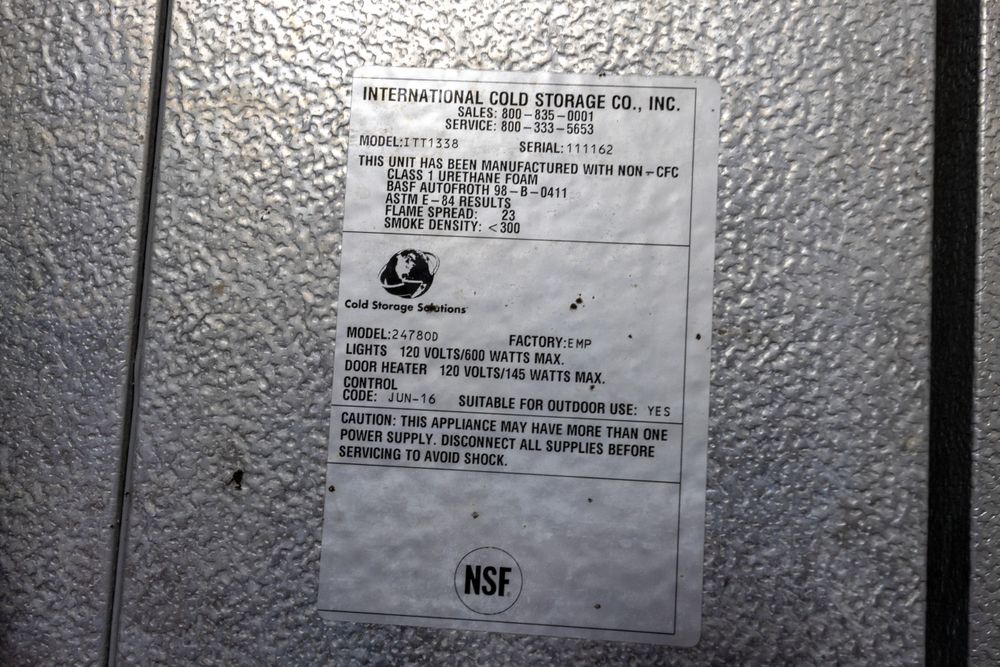 INTERNATIONAL COLD STORAGE CO., INC.
SALES: 800-835-0001
SERVICE: 800-333-5653
MODEL: ITT1338 SERIAL: 111162
THIS UNIT HAS BEEN MANUFACTURED WITH NON-CFC
CLASS 1 URETHANE FOAM
BASF AUTOFROTH 98-B-0411
ASTM E-84 RESULTS
FLAME SPREAD: 23
SMOKE DENSITY: <300
Cold Storage Solutions
MODEL: 24780D FACTORY: EMP
LIGHTS 120 VOLTS/600 WATTS MAX.
DOOR HEATER 120 VOLTS/145 WATTS MAX.
CONTROL
CODE: JUN-16 SUITABLE FOR OUTDOOR USE: YES
CAUTION: THIS APPLIANCE MAY HAVE MORE THAN ONE
POWER SUPPLY. DISCONNECT ALL SUPPLIES BEFORE
SERVICING TO AVOID SHOCK.
NSF